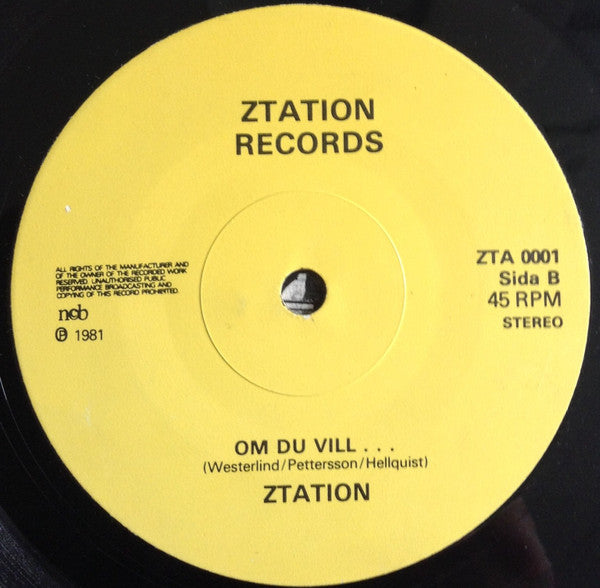 ZTATION
RECORDS
ALL RIGHTS OF THE MANUFACTURER AND
OF THE OWNER OF THE RECORDED WORK
RESERVED. UNAUTHORISED PUBLIC
PERFORMANCE BROADCASTING AND
COPYING OF THIS RECORD PROHIBITED.
ncb
Ⓟ 1981
ZTA 0001
Sida B
45 RPM
STEREO
OM DU VILL . . .
(Westerlind/Pettersson/Hellquist)
ZTATION